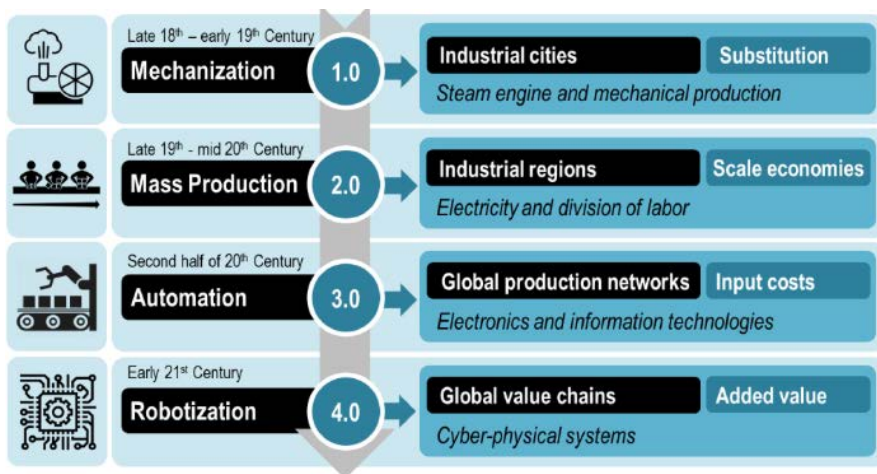 Late 18th – early 19th Century
Mechanization
1.0
Industrial cities
Substitution
Steam engine and mechanical production
Late 19th - mid 20th Century
Mass Production
2.0
Industrial regions
Scale economies
Electricity and division of labor
Second half of 20th Century
Automation
3.0
Global production networks
Input costs
Electronics and information technologies
Early 21st Century
Robotization
4.0
Global value chains
Added value
Cyber-physical systems